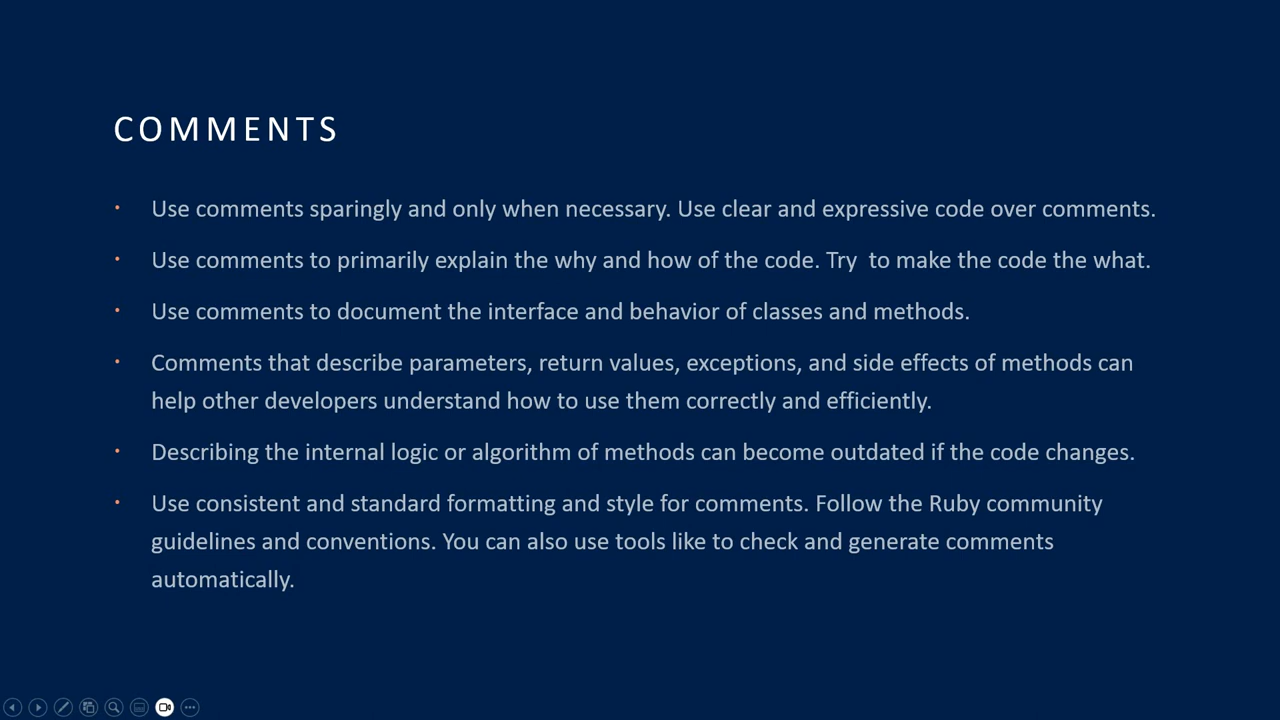 COMMENTS
· Use comments sparingly and only when necessary. Use clear and expressive code over comments.
· Use comments to primarily explain the why and how of the code. Try  to make the code the what.
· Use comments to document the interface and behavior of classes and methods.
· Comments that describe parameters, return values, exceptions, and side effects of methods can
help other developers understand how to use them correctly and efficiently.
· Describing the internal logic or algorithm of methods can become outdated if the code changes.
· Use consistent and standard formatting and style for comments. Follow the Ruby community
guidelines and conventions. You can also use tools like to check and generate comments
automatically.